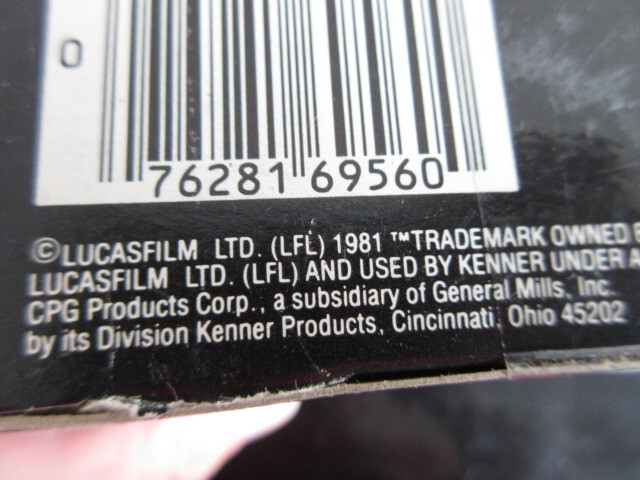 0
76281 69560
©LUCASFILM LTD. (LFL) 1981 ™TRADEMARK OWNED
LUCASFILM LTD. (LFL) AND USED BY KENNER UNDER A
CPG Products Corp., a subsidiary of General Mills, Inc.
by its Division Kenner Products, Cincinnati, Ohio 45202